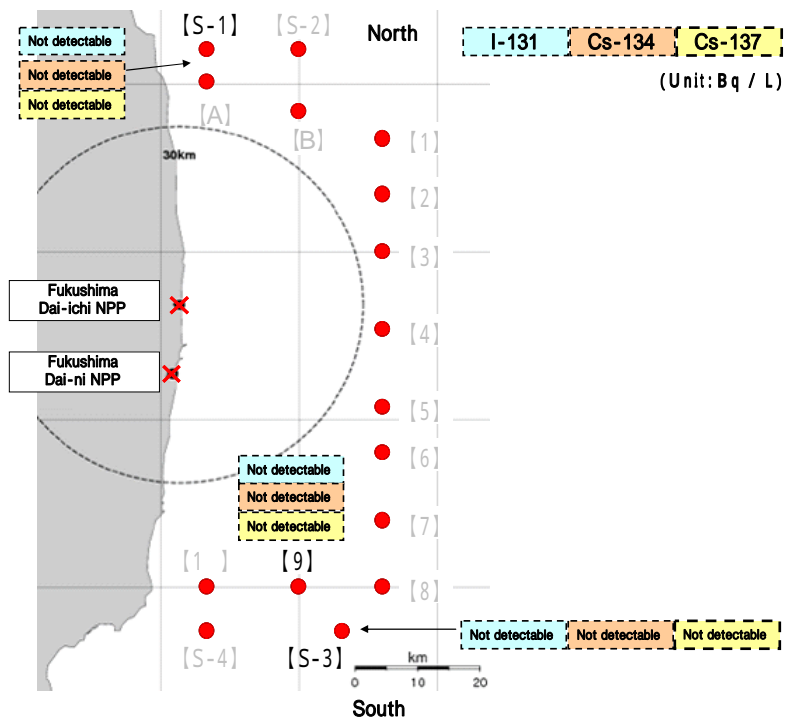 【S-1】
【S-2】
North
I-131
Cs-134
Cs-137
(Unit:Bq / L)
Not detectable
Not detectable
Not detectable
【A】
【B】
【1】
30km
【2】
【3】
Fukushima
Dai-ichi NPP
【4】
Fukushima
Dai-ni NPP
【5】
【6】
Not detectable
Not detectable
Not detectable
【7】
【1 】
【9】
【8】
Not detectable
Not detectable
Not detectable
【S-4】
【S-3】
km
0
10
20
South